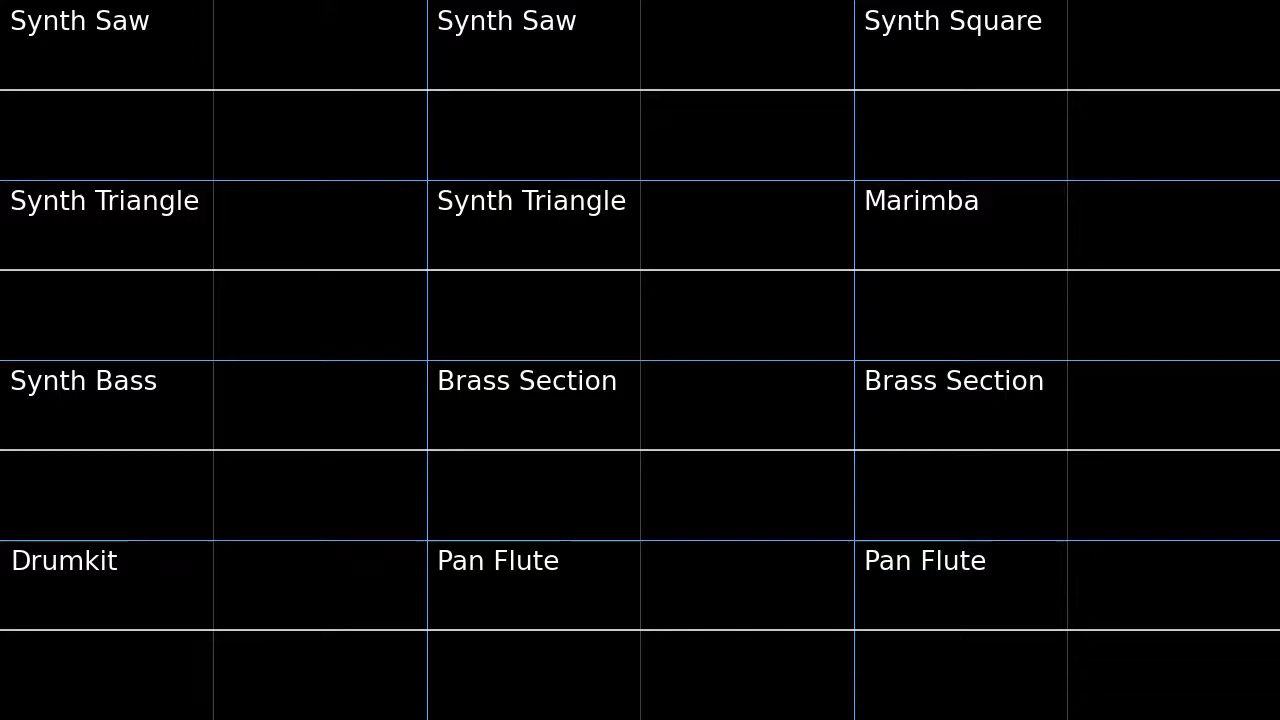 Synth Saw
Synth Saw
Synth Square
Synth Triangle
Synth Triangle
Marimba
Synth Bass
Brass Section
Brass Section
Drumkit
Pan Flute
Pan Flute